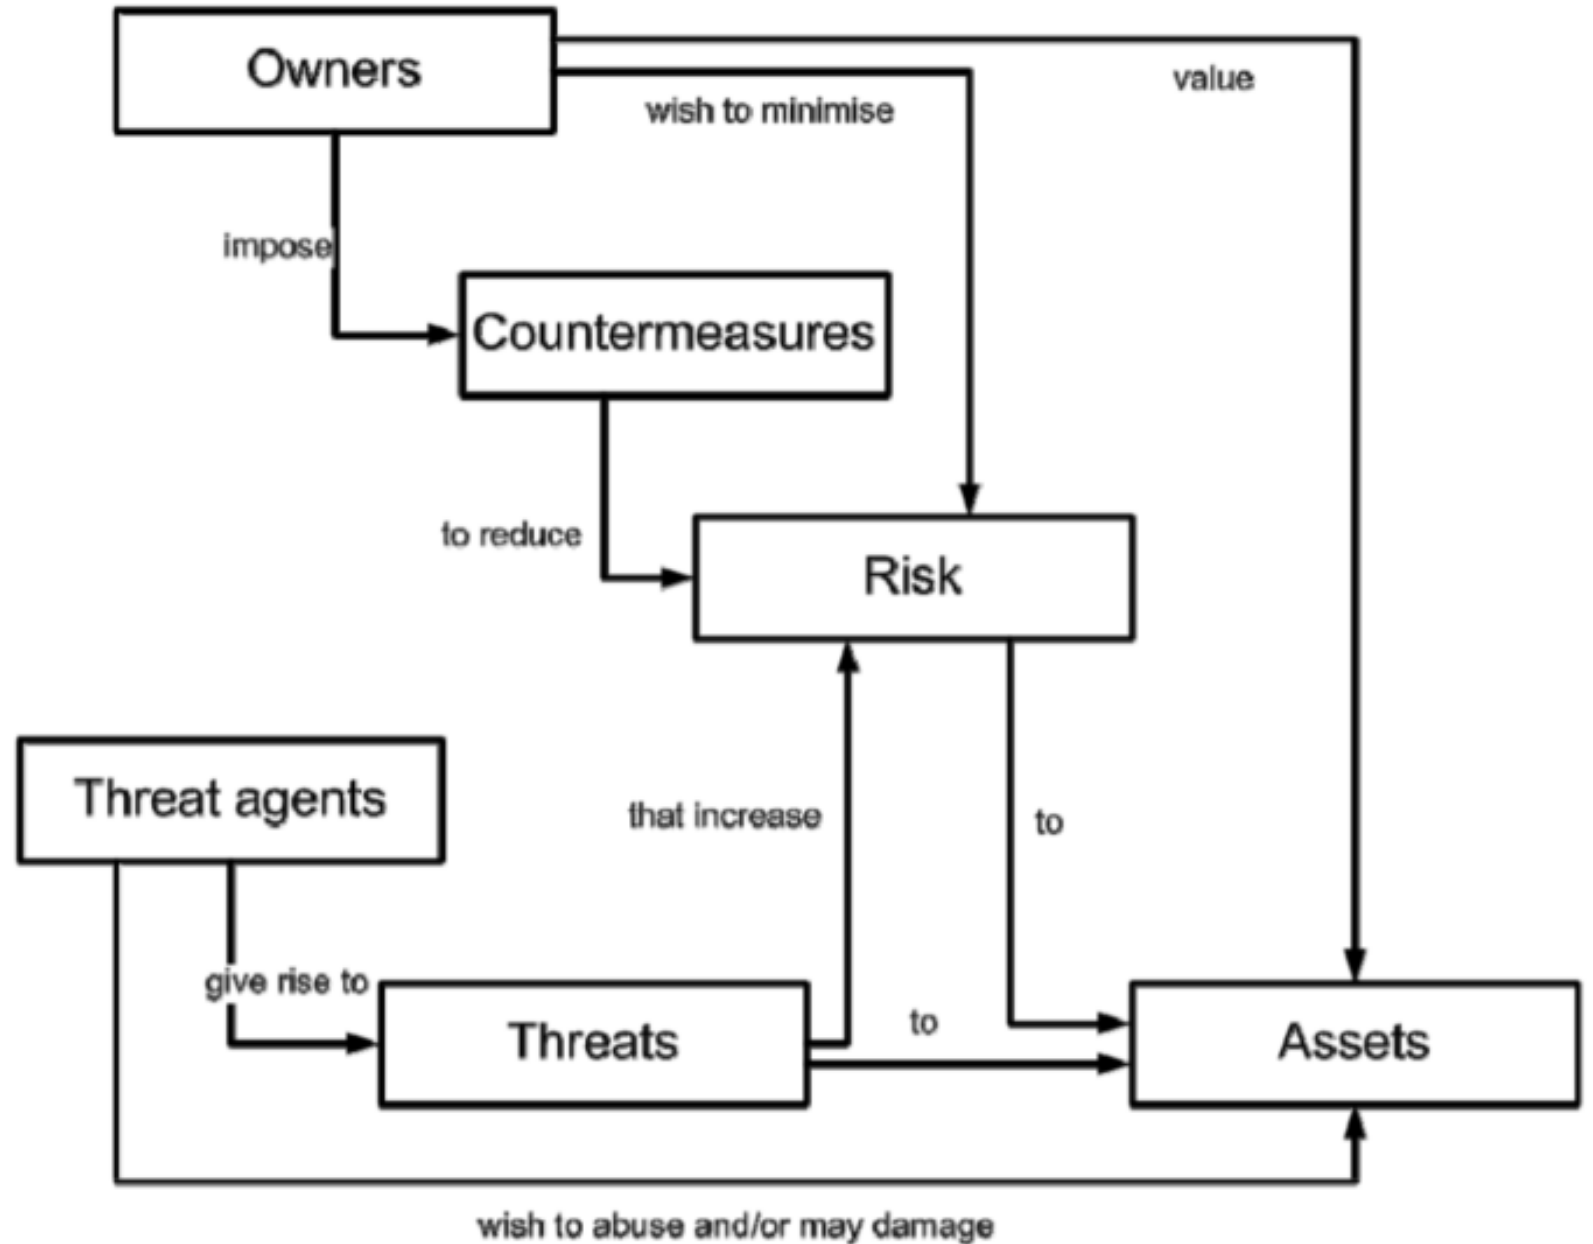 Owners
value
wish to minimise
impose
Countermeasures
to reduce
Risk
Threat agents
that increase
to
give rise to
to
Threats
Assets
wish to abuse and/or may damage